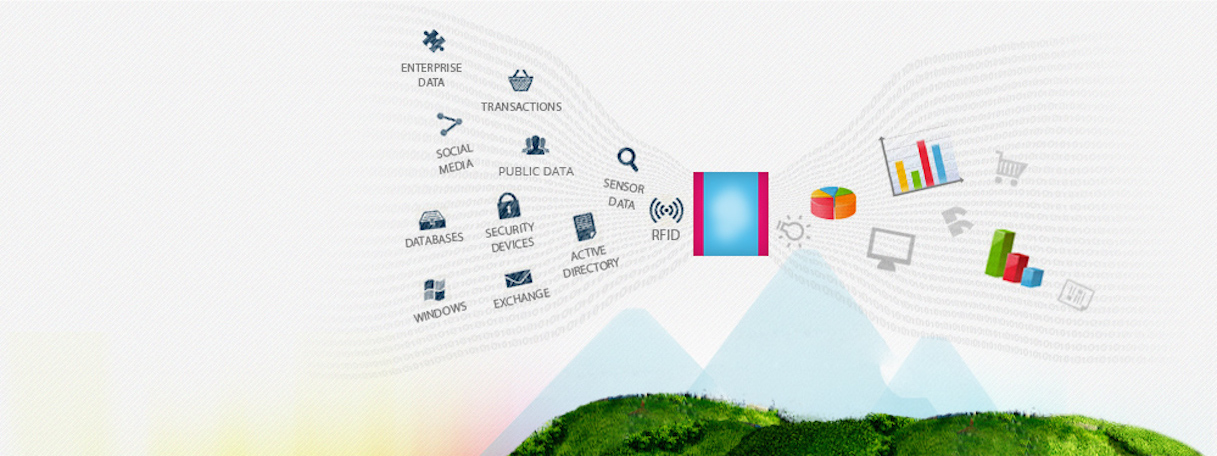 ENTERPRISE
DATA
TRANSACTIONS
SOCIAL
MEDIA
PUBLIC DATA
SENSOR
DATA
DATABASES
SECURITY
DEVICES
RFID
ACTIVE
DIRECTORY
WINDOWS
EXCHANGE